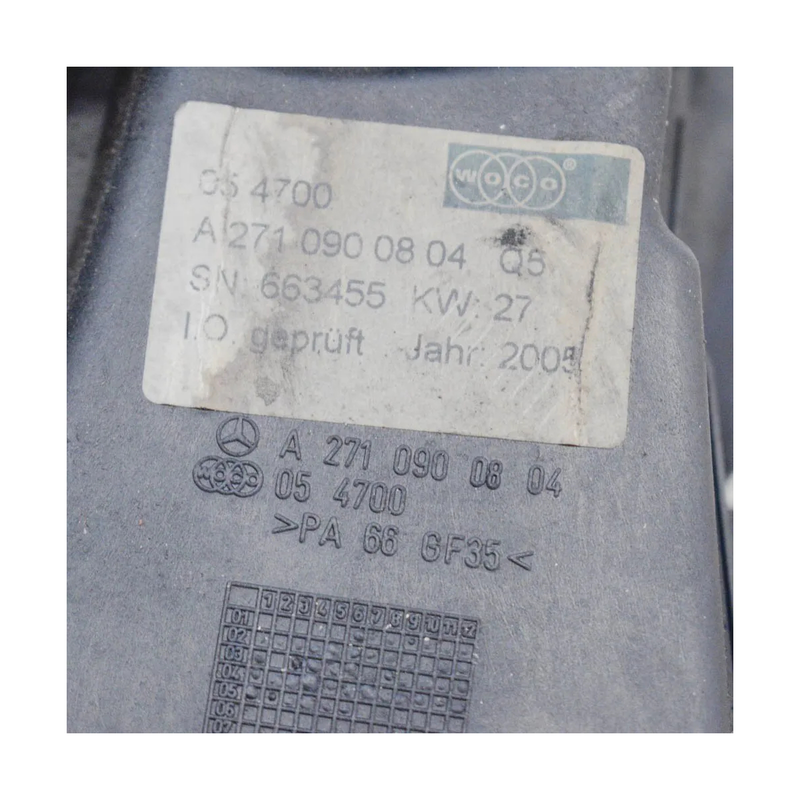 WOCO®
05 4700
A 271 090 08 04 Q5
SN: 663455 KW: 27
I.O. geprüft Jahr: 2005
A 271 090 08 04
WOCO 05 4700
>PA 66 GF35<
1 2 3 4 5 6 7 8 9 10 11 12
01
02
03
04
05
06
07